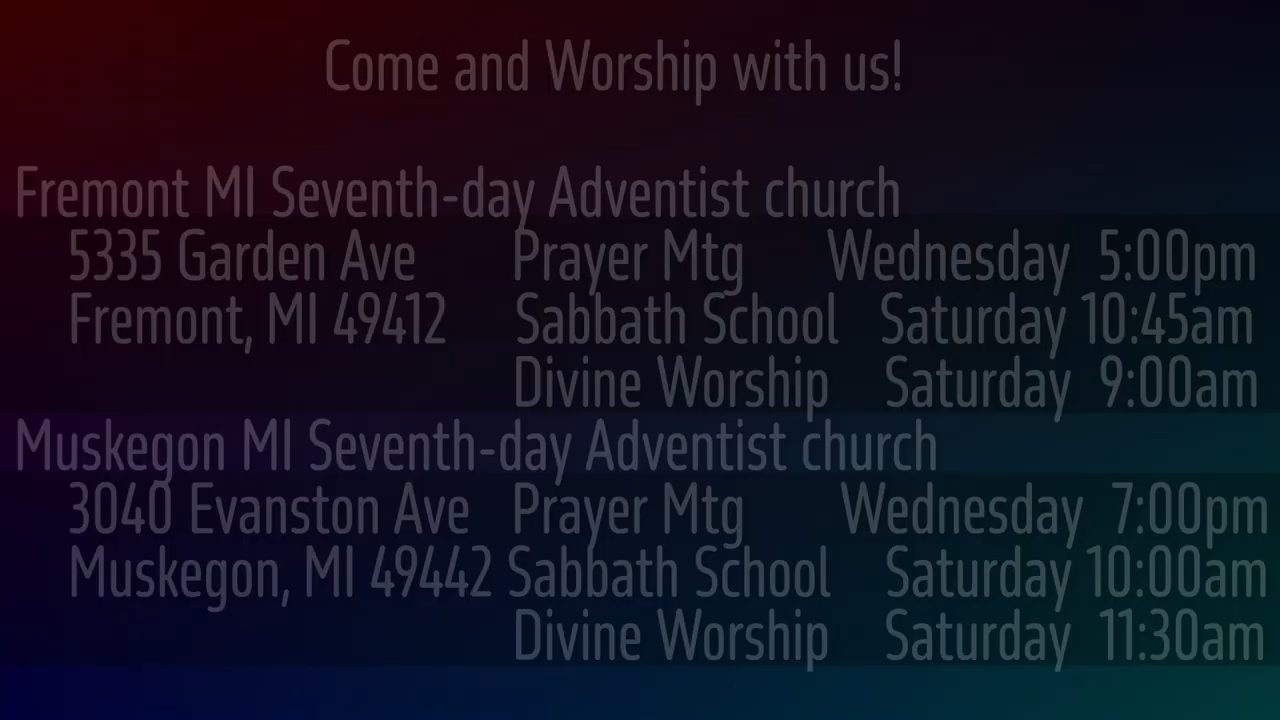 Come and Worship with us!
Fremont MI Seventh-day Adventist church
5335 Garden Ave Prayer Mtg Wednesday 5:00pm
Fremont, MI 49412 Sabbath School Saturday 10:45am
Divine Worship Saturday 9:00am
Muskegon MI Seventh-day Adventist church
3040 Evanston Ave Prayer Mtg Wednesday 7:00pm
Muskegon, MI 49442 Sabbath School Saturday 10:00am
Divine Worship Saturday 11:30am